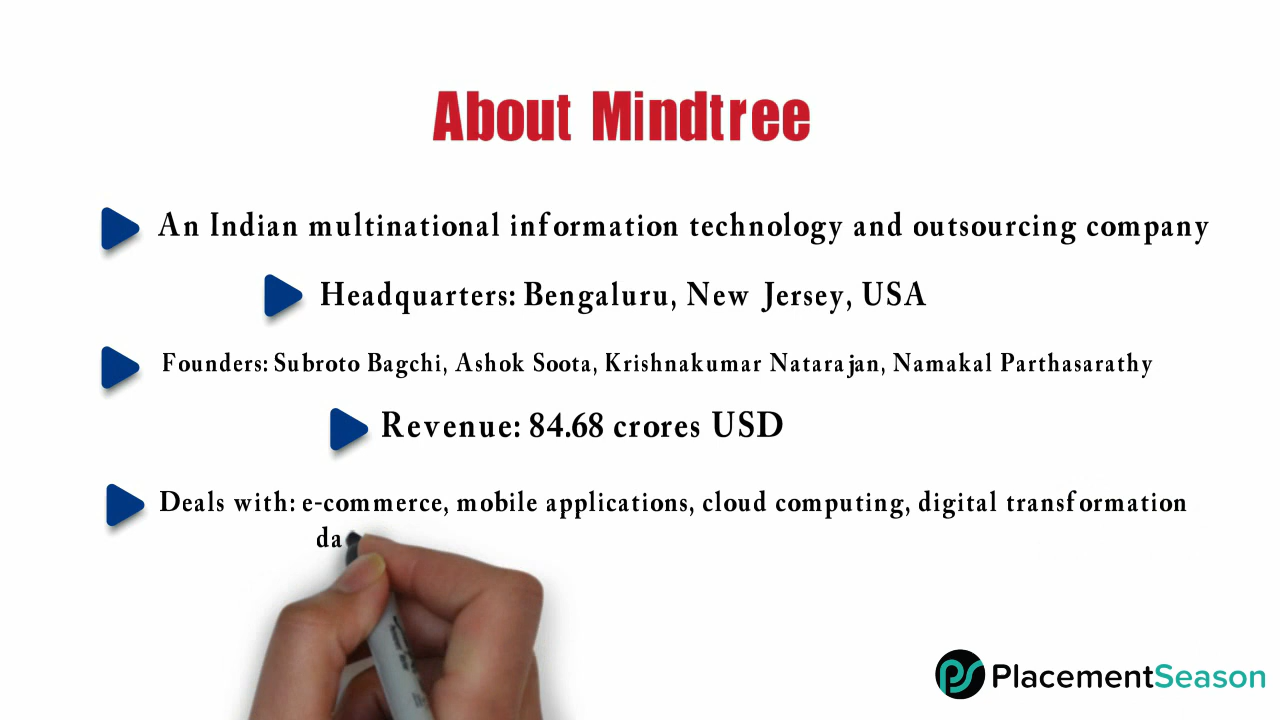 About Mindtree
An Indian multinational information technology and outsourcing company
Headquarters: Bengaluru, New Jersey, USA
Founders: Subroto Bagchi, Ashok Soota, Krishnakumar Natarajan, Namakal Parthasarathy
Revenue: 84.68 crores USD
Deals with: e-commerce, mobile applications, cloud computing, digital transformation
da
PlacementSeason